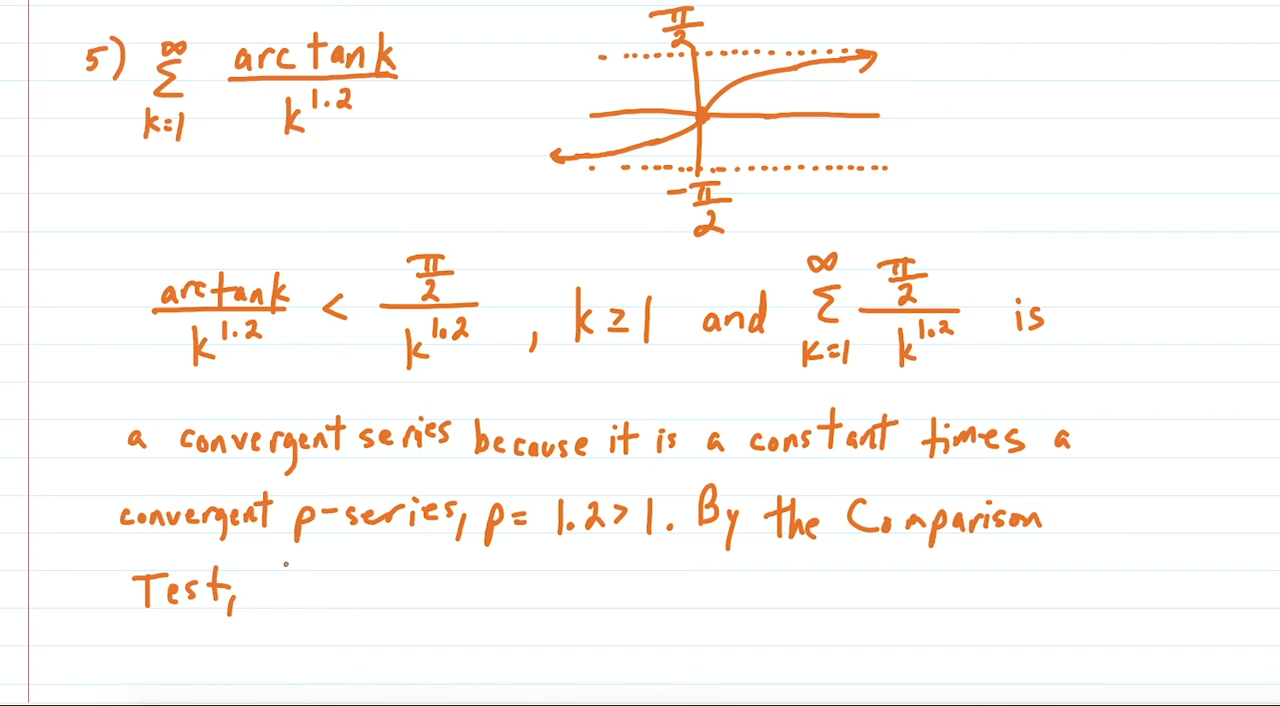 5) ∞ Σ k=1 arctan k / k^1.2
π/2
-π/2
arctan k / k^1.2 < π/2 / k^1.2 , k ≥ 1 and ∞ Σ k=1 π/2 / k^1.2 is
a convergent series because it is a constant times a
convergent p-series, p = 1.2 > 1. By the Comparison
Test,